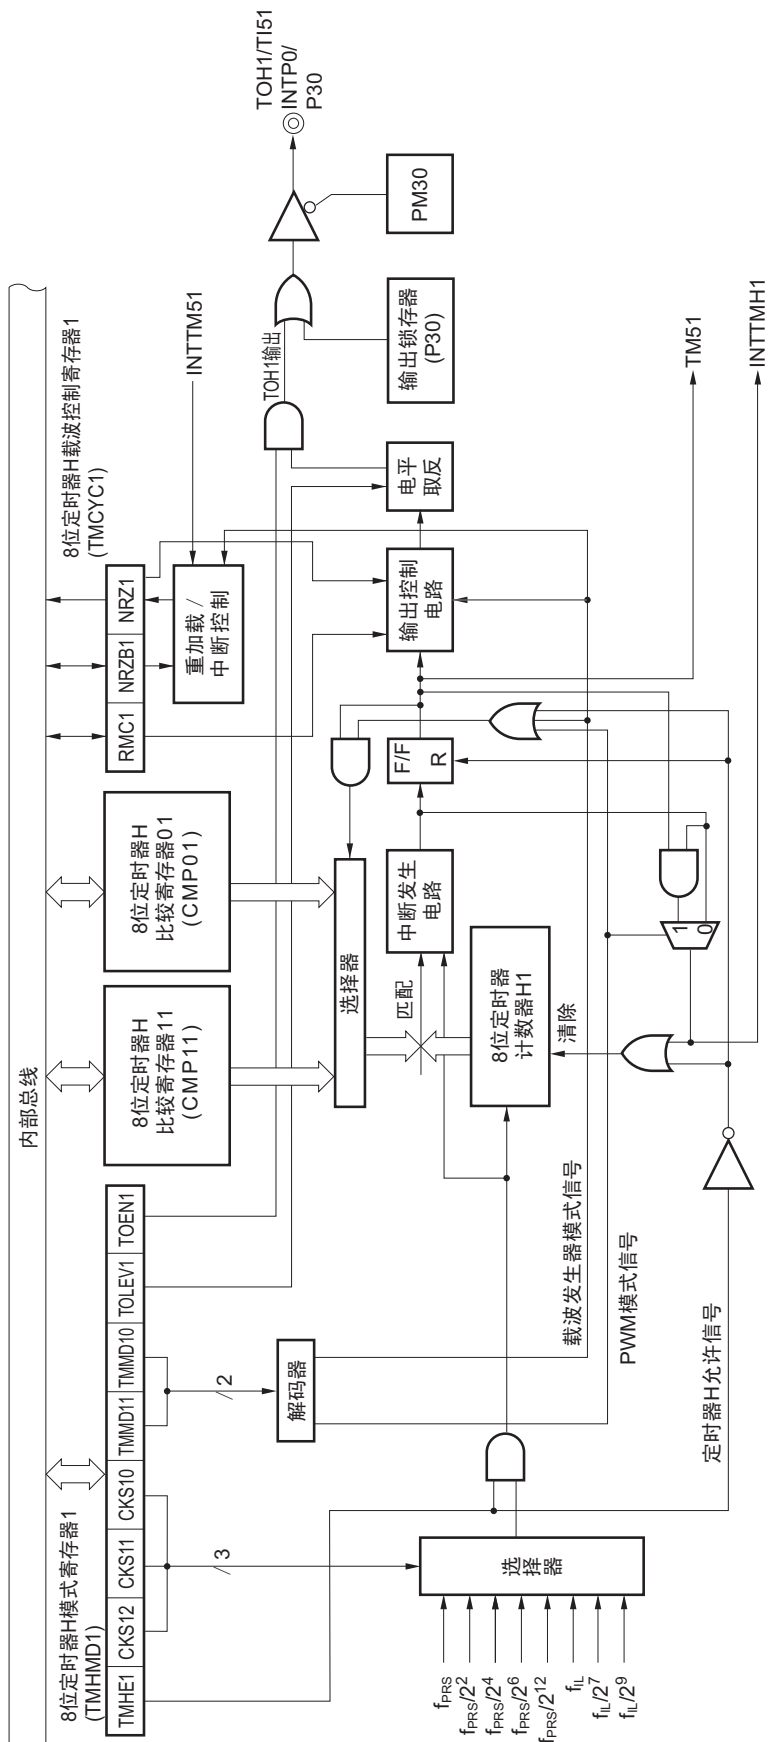 内部总线
8位定时器H模式寄存器1
(TMHMD1)
TMHE1
CKS12
CKS11
CKS10
TMMD11
TMMD10
TOLEV1
TOEN1
8位定时器H
比较寄存器11
(CMP11)
8位定时器H
比较寄存器01
(CMP01)
8位定时器H载波控制寄存器1
(TMCYC1)
RMC1
NRZB1
NRZ1
重加载/
中断控制
INTTM51
TOH1/TI51
INTP0/
P30
3
2
解码器
选择器
匹配
中断发生
电路
F/F
R
输出控制
电路
电平
取反
TOH1输出
输出锁存器
(P30)
PM30
选择器
fPRS
fPRS/2²
fPRS/2⁴
fPRS/2⁶
fPRS/2¹²
fIL
fIL/2⁷
fIL/2⁹
8位定时器
计数器H1
清除
载波发生器模式信号
PWM模式信号
定时器H允许信号
1
0
TM51
INTTMH1